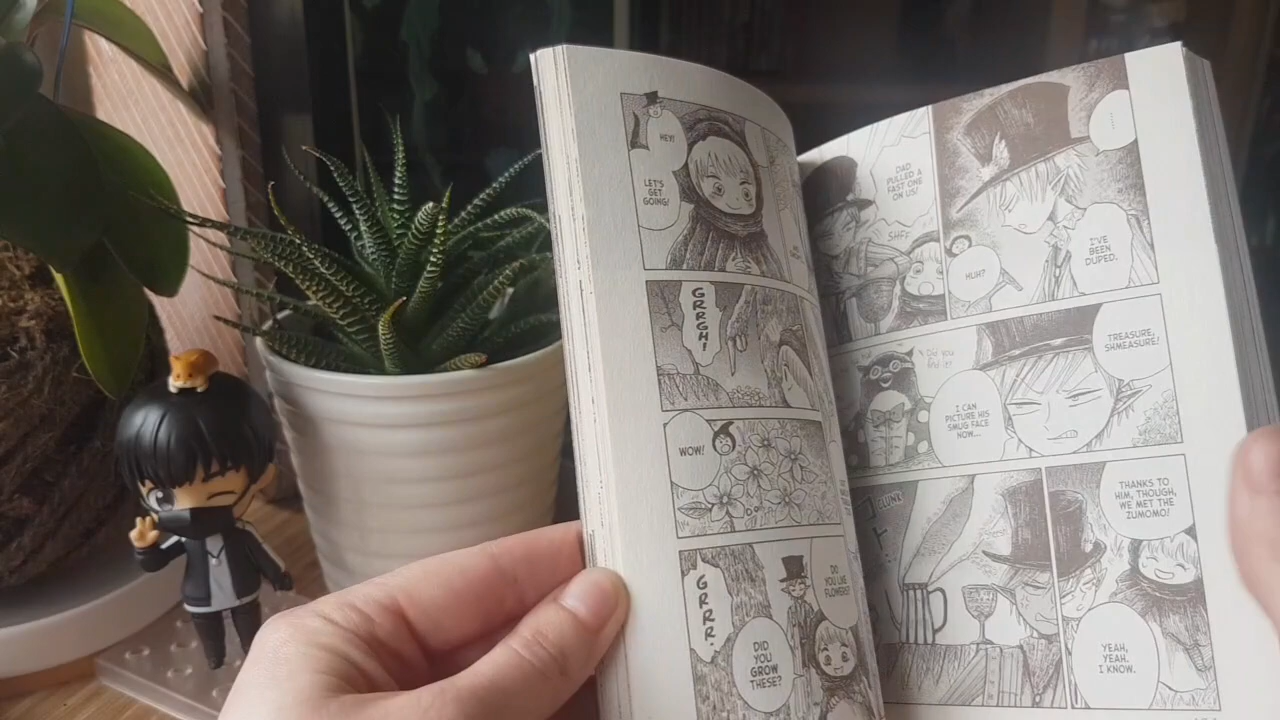 HEY!
LET'S
GET
GOING!
GRRGH!
WOW!
GRRR.
DO
YOU LIKE
FLOWERS?
DID
YOU
GROW
THESE?
DAD
PULLED A
FAST ONE
ON US!
SHFF
......
HUH?
I'VE
BEEN
DUPED.
Did you
find it?
TREASURE,
SHMEASURE!
I CAN
PICTURE HIS
SMUG FACE
NOW...
CLUNK
THANKS TO
HIM, THOUGH,
WE MET THE
ZUMOMO!
YEAH,
YEAH.
I KNOW.